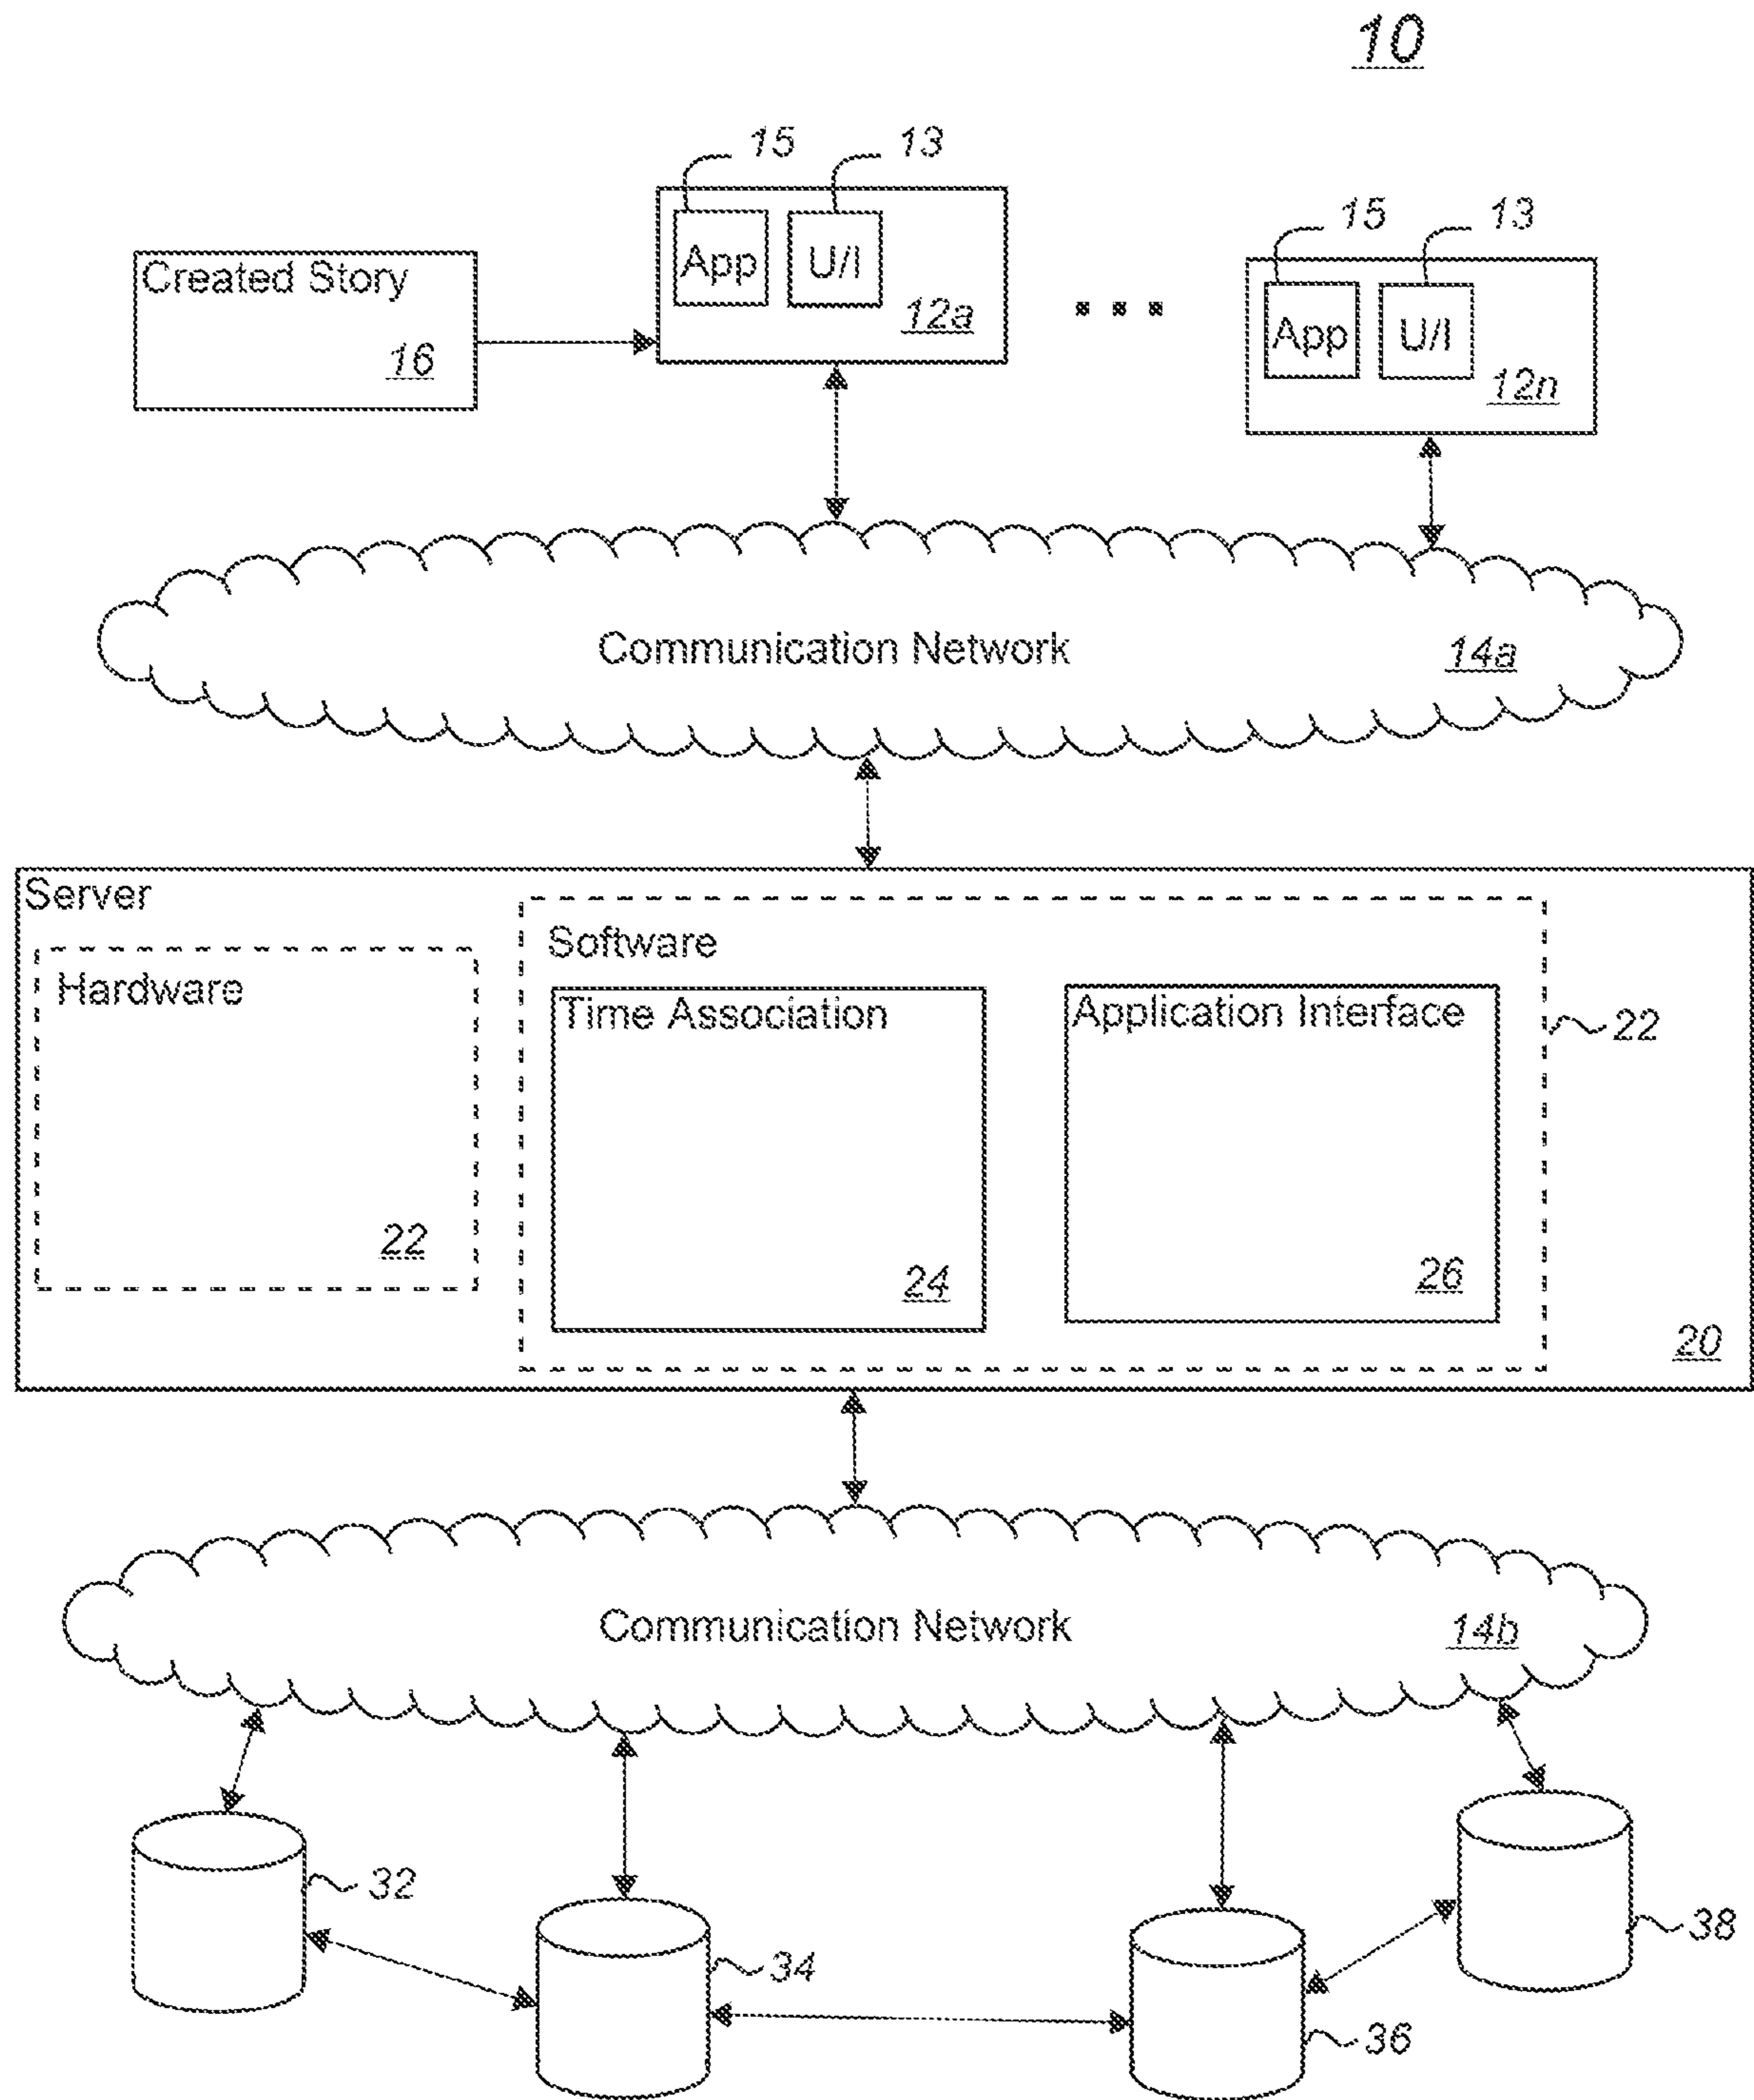 10
15
13
App
U/I
12a
15
13
App
U/I
12n
Created Story
16
Communication Network
14a
Server
Hardware
22
Software
Time Association
24
Application Interface
26
22
20
Communication Network
14b
32
34
36
38